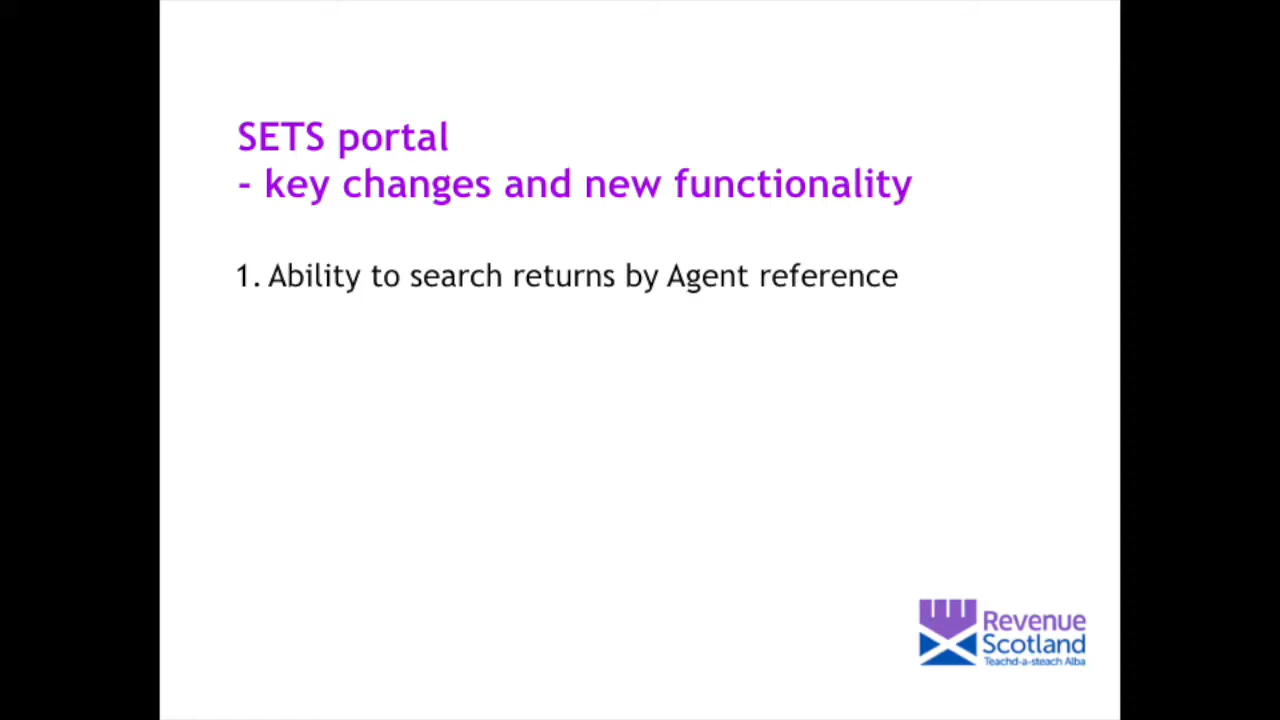 SETS portal
- key changes and new functionality
1. Ability to search returns by Agent reference
Revenue
Scotland
Teachd-a-steach Alba